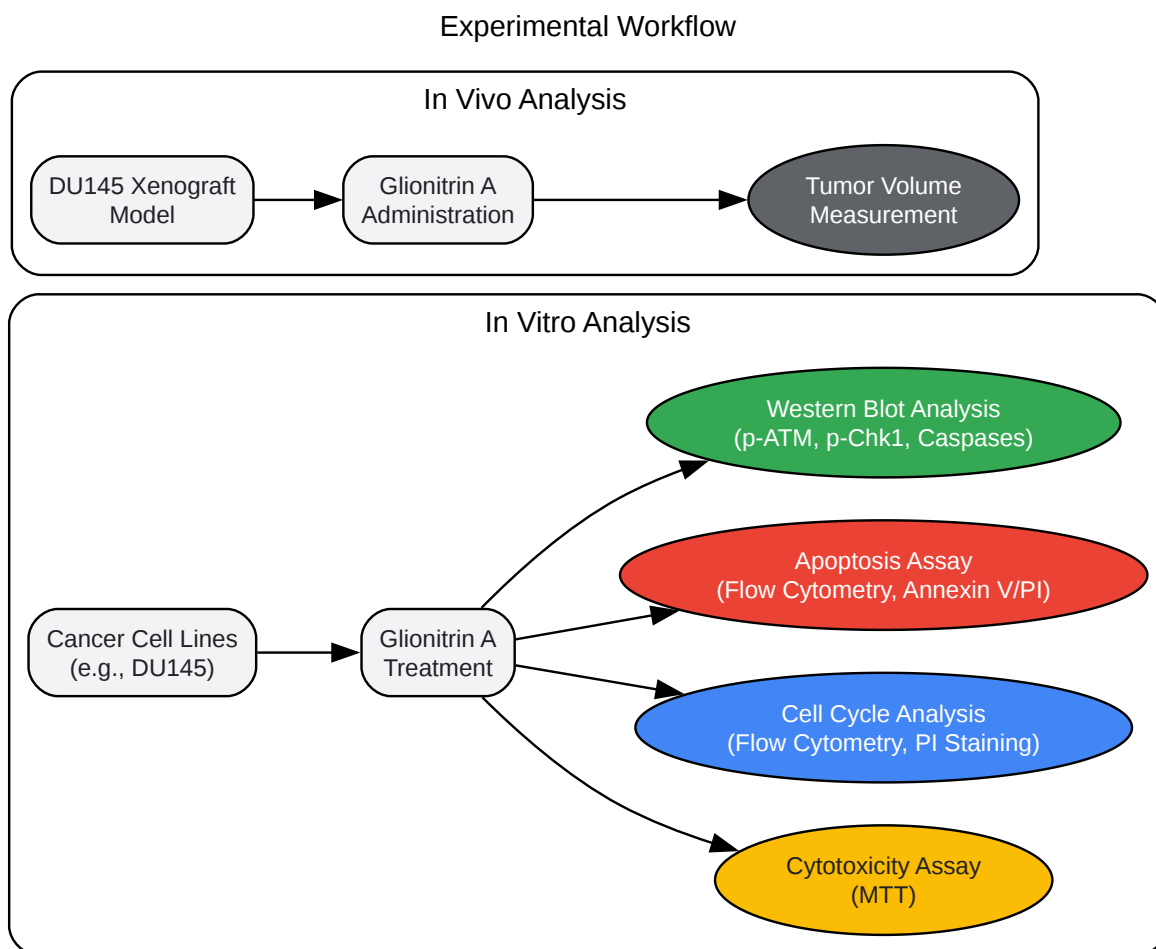 Experimental Workflow
In Vivo Analysis
DU145 Xenograft
Model
Glionitrin A
Administration
Tumor Volume
Measurement
In Vitro Analysis
Western Blot Analysis
(p-ATM, p-Chk1, Caspases)
Apoptosis Assay
(Flow Cytometry, Annexin V/PI)
Cancer Cell Lines
(e.g., DU145)
Glionitrin A
Treatment
Cell Cycle Analysis
(Flow Cytometry, PI Staining)
Cytotoxicity Assay
(MTT)